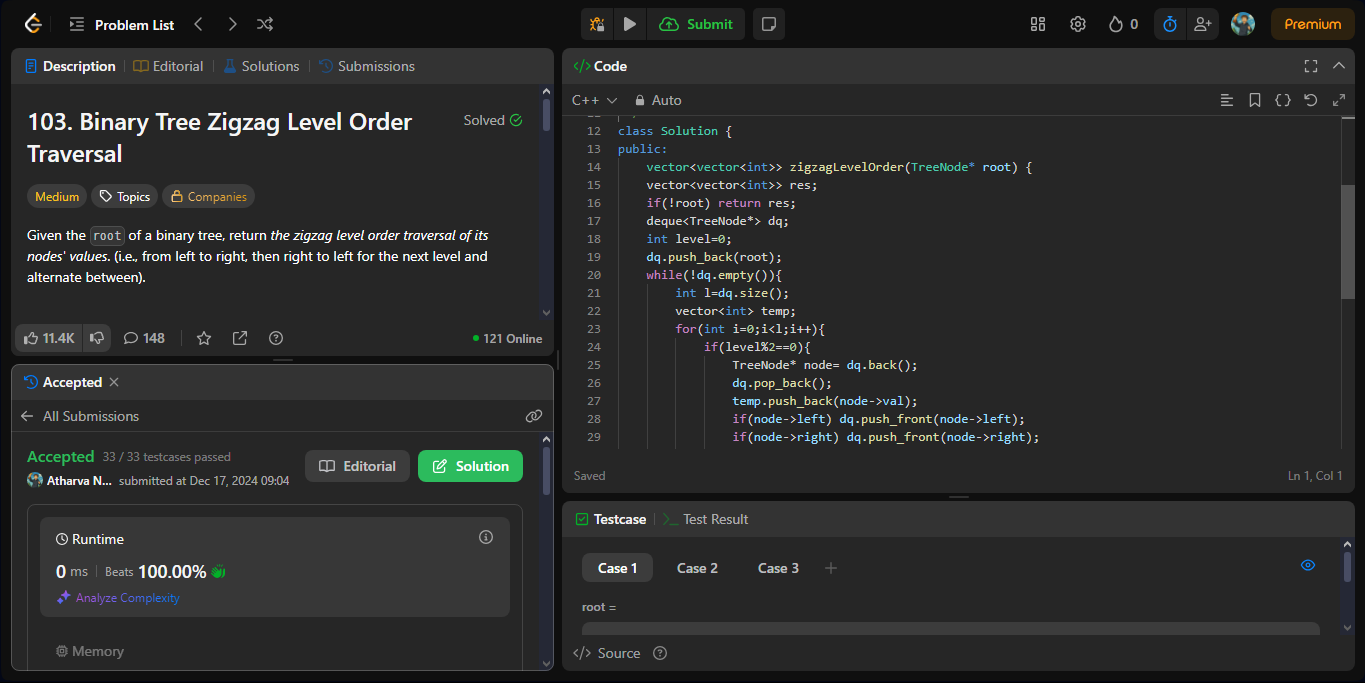 Problem List
Submit
0
Premium
Description
Editorial
Solutions
Submissions
103. Binary Tree Zigzag Level Order
Traversal
Solved
Medium
Topics
Companies
Given the root of a binary tree, return the zigzag level order traversal of its
nodes' values. (i.e., from left to right, then right to left for the next level and
alternate between).
11.4K
148
121 Online
Accepted
All Submissions
Accepted 33 / 33 testcases passed
Atharva N... submitted at Dec 17, 2024 09:04
Editorial
Solution
Runtime
0 ms
Beats 100.00%
Analyze Complexity
Memory
</> Code
C++
Auto
12 class Solution {
13 public:
14 vector<vector<int>> zigzagLevelOrder(TreeNode* root) {
15 vector<vector<int>> res;
16 if(!root) return res;
17 deque<TreeNode*> dq;
18 int level=0;
19 dq.push_back(root);
20 while(!dq.empty()){
21 int l=dq.size();
22 vector<int> temp;
23 for(int i=0;i<l;i++){
24 if(level%2==0){
25 TreeNode* node= dq.back();
26 dq.pop_back();
27 temp.push_back(node->val);
28 if(node->left) dq.push_front(node->left);
29 if(node->right) dq.push_front(node->right);
Saved
Ln 1, Col 1
Testcase
Test Result
Case 1
Case 2
Case 3
root =
</> Source